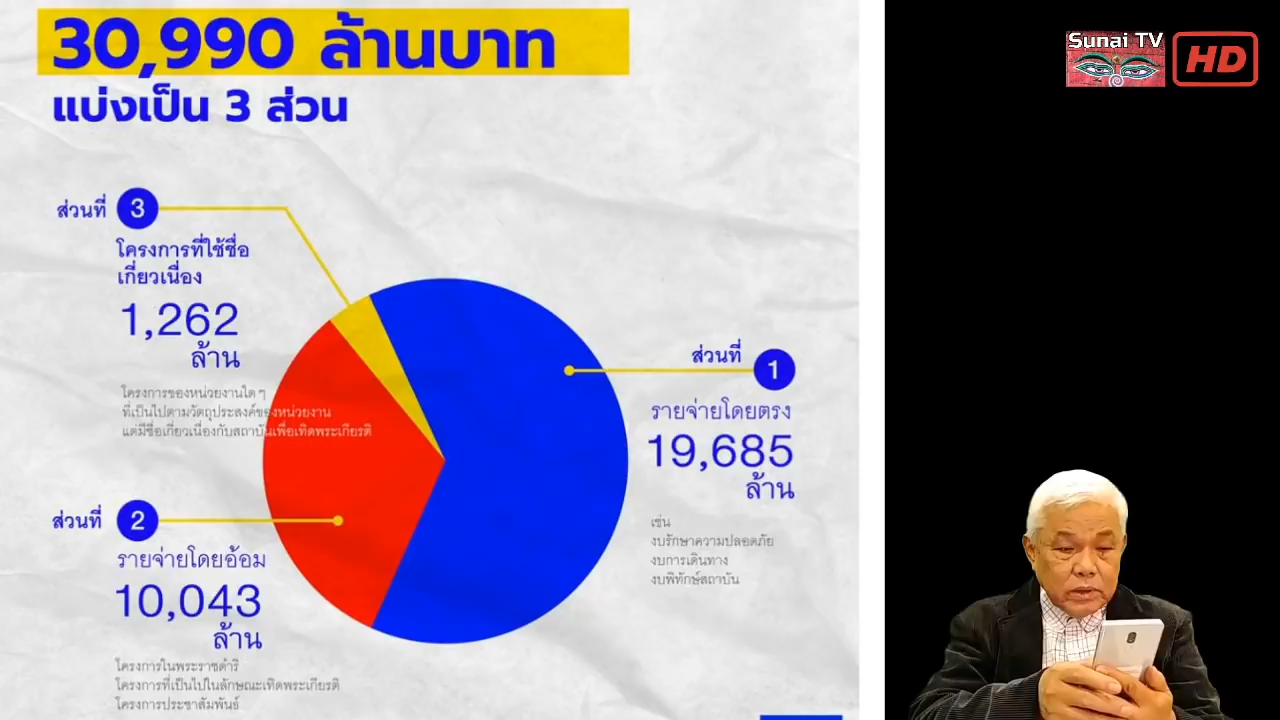 30,990 ล้านบาท
แบ่งเป็น 3 ส่วน
Sunai TV
HD
ส่วนที่ 3
โครงการที่ใช้ชื่อ
เกี่ยวเนื่อง
1,262
ล้าน
โครงการของหน่วยงานใด ๆ
ที่เป็นไปตามวัตถุประสงค์ของหน่วยงาน
แต่มีชื่อเกี่ยวเนื่องกับสถาบันเพื่อเทิดพระเกียรติ
ส่วนที่ 1
รายจ่ายโดยตรง
19,685
ล้าน
เช่น
งบรักษาความปลอดภัย
งบการเดินทาง
งบพิทักษ์สถาบัน
ส่วนที่ 2
รายจ่ายโดยอ้อม
10,043
ล้าน
โครงการในพระราชดำริ
โครงการที่เป็นไปในลักษณะเทิดพระเกียรติ
โครงการประชาสัมพันธ์